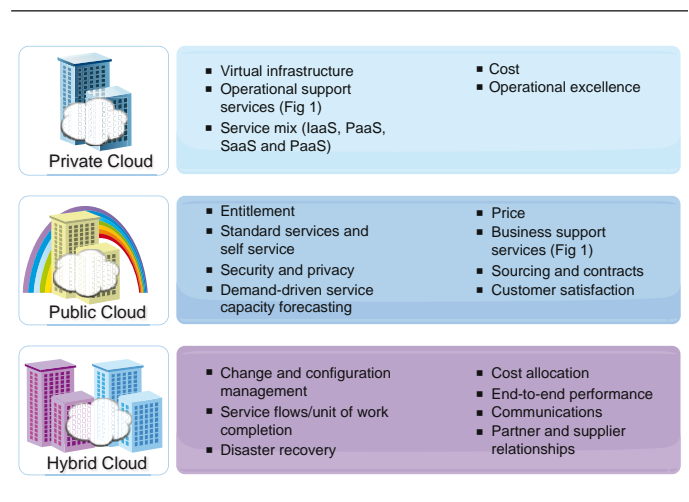 Private Cloud
■ Virtual infrastructure
■ Operational support
services (Fig 1)
■ Service mix (IaaS, PaaS,
SaaS and PaaS)
■ Cost
■ Operational excellence
Public Cloud
■ Entitlement
■ Standard services and
self service
■ Security and privacy
■ Demand-driven service
capacity forecasting
■ Price
■ Business support
services (Fig 1)
■ Sourcing and contracts
■ Customer satisfaction
Hybrid Cloud
■ Change and configuration
management
■ Service flows/unit of work
completion
■ Disaster recovery
■ Cost allocation
■ End-to-end performance
■ Communications
■ Partner and supplier
relationships